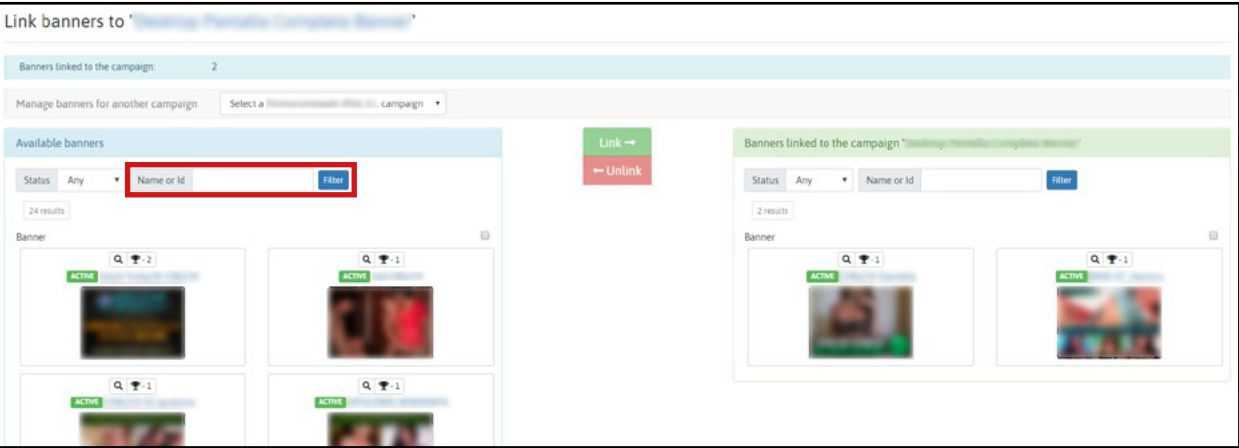 Link banners to '                    '
Banners linked to the campaign: 2
Manage banners for another campaign Select a campaign
Available banners
Status Any Name or Id Filter
24 results
Banner
- 2
ACTIVE
- 1
ACTIVE
- 1
ACTIVE
- 1
ACTIVE
Link →
← Unlink
Banners linked to the campaign "                    "
Status Any Name or Id Filter
2 results
Banner
- 1
ACTIVE
- 1
ACTIVE